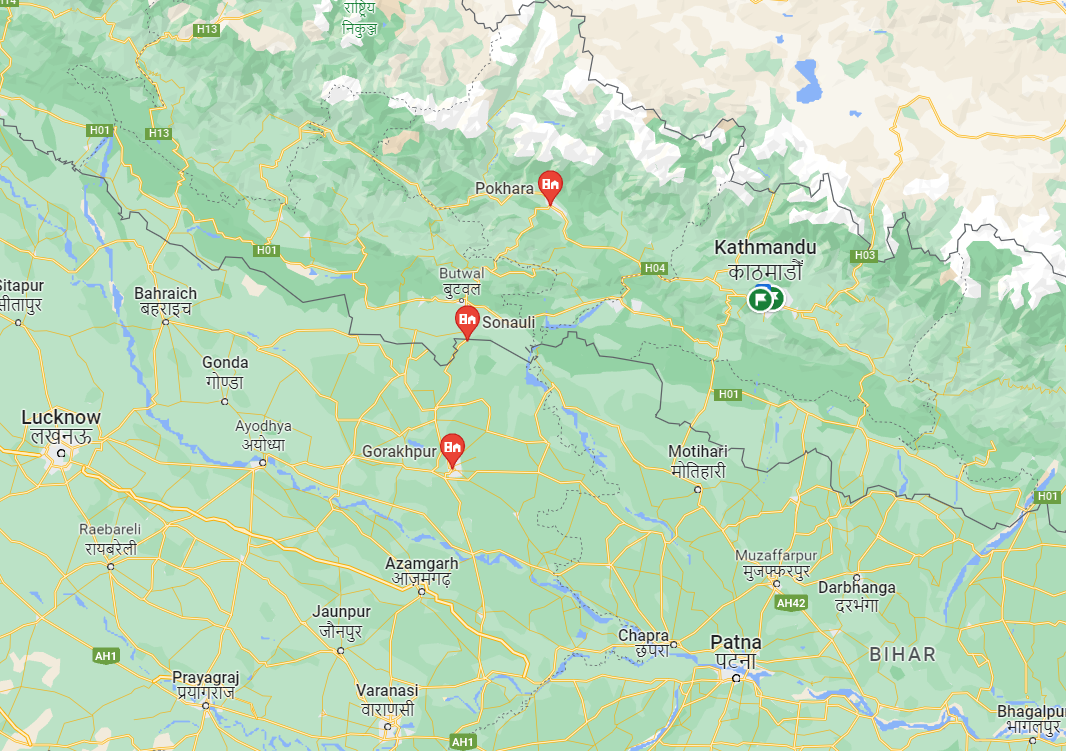 H14
राष्ट्रिय
निकुञ्ज
H13
H01
H13
Pokhara
H01
Kathmandu
काठमाडौं
H03
H04
Butwal
बुटवल
Sitapur
सीतापुर
Bahraich
बहराइच
Sonauli
Gonda
गोण्डा
H01
Lucknow
लखनऊ
Ayodhya
अयोध्या
Gorakhpur
Motihari
मोतिहारी
H01
Raebareli
रायबरेली
Azamgarh
आज़मगढ़
Muzaffarpur
मुजफ्फरपुर
Darbhanga
दरभंगा
AH42
Jaunpur
जौनपुर
Chapra
छपरा
Patna
पटना
BIHAR
AH1
Prayagraj
प्रयागराज
Varanasi
वाराणसी
AH1
Bhagalpur
भागलपुर